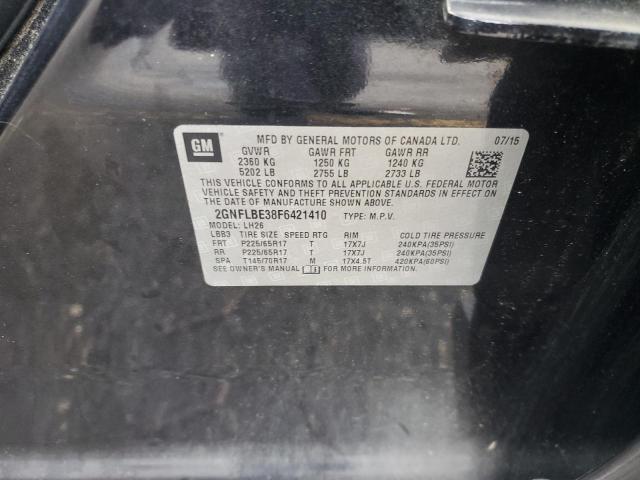 GM
MFD BY GENERAL MOTORS OF CANADA LTD. 07/15
GVWR GAWR FRT GAWR RR
2360 KG 1250 KG 1240 KG
5202 LB 2755 LB 2733 LB
THIS VEHICLE CONFORMS TO ALL APPLICABLE U.S. FEDERAL MOTOR
VEHICLE SAFETY, BUMPER, AND THEFT PREVENTION STANDARDS IN
EFFECT ON THE DATE OF MANUFACTURE SHOWN ABOVE.
2GNFLBE38F6421410 TYPE: M.P.V.
MODEL: LH26
LBB3 TIRE SIZE SPEED RTG RIM COLD TIRE PRESSURE
FRT P225/65R17 T 17X7J 240KPA(35PSI)
RR P225/65R17 T 17X7J 240KPA(35PSI)
SPA T145/70R17 M 17X4.5T 420KPA(60PSI)
SEE OWNER'S MANUAL FOR MORE INFORMATION.